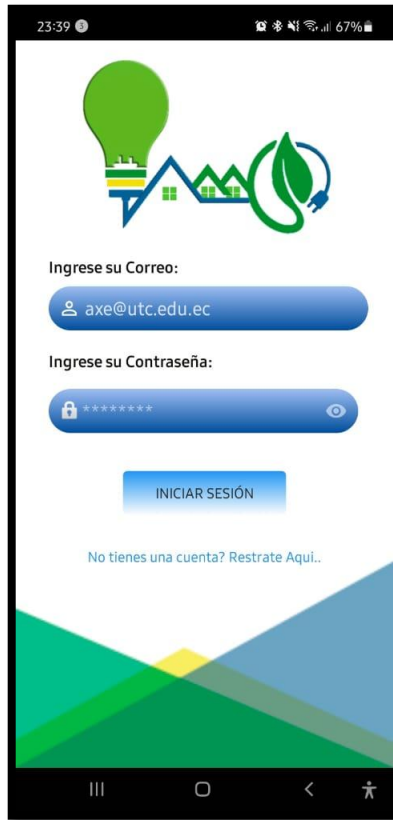 23:39 3 67%
Ingrese su Correo:
axe@utc.edu.ec
Ingrese su Contraseña:
********
INICIAR SESIÓN
No tienes una cuenta? Restrate Aqui..